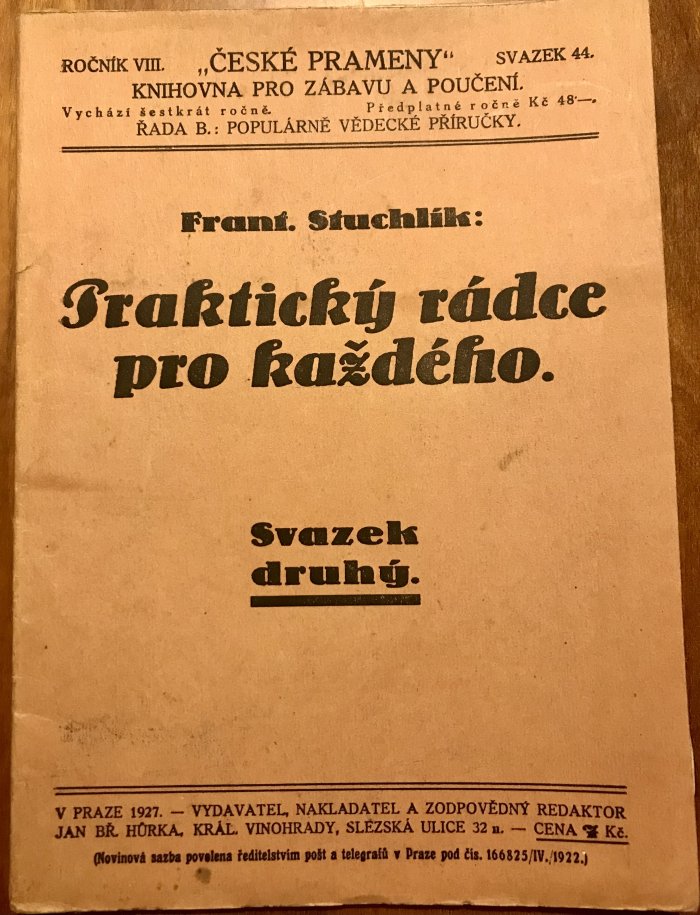 ROČNÍK VIII. „ČESKÉ PRAMENY“ SVAZEK 44.
KNIHOVNA PRO ZÁBAVU A POUČENÍ.
Vychází šestkrát ročně. Předplatné ročně Kč 48·—.
ŘADA B.: POPULÁRNĚ VĚDECKÉ PŘÍRUČKY.
Frant. Stuchlík:
Praktický rádce
pro každého.
Svazek
druhý.
V PRAZE 1927. — VYDAVATEL, NAKLADATEL A ZODPOVĚDNÝ REDAKTOR
JAN BŘ. HŮRKA, KRÁL. VINOHRADY, SLEZSKÁ ULICE 32 n. — CENA Kč.
(Novinová sazba povolena ředitelstvím pošt a telegrafů v Praze pod čís. 166825/IV./1922.)